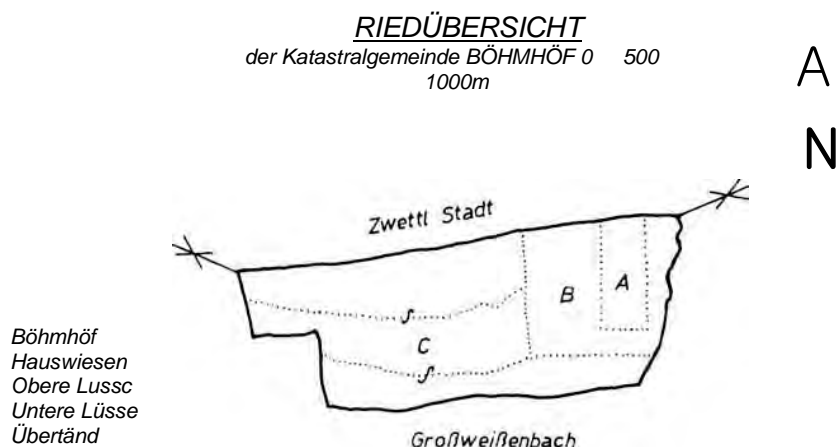 RIEDÜBERSICHT
der Katastralgemeinde BÖHMHÖF 0 500
1000m
A
N
Zwettl Stadt
B
A
C
Böhmhöf
Hauswiesen
Obere Lussc
Untere Lüsse
Übertänd
Großweißenbach